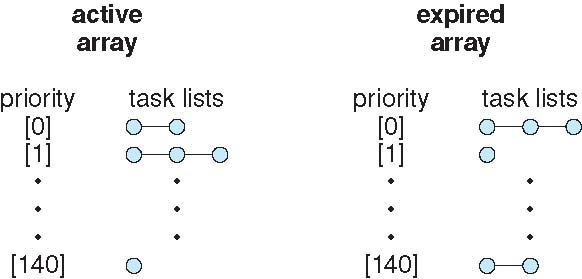 active array
expired array
priority task lists priority task lists
[0] [0]
[1] [1]
[140] [140]